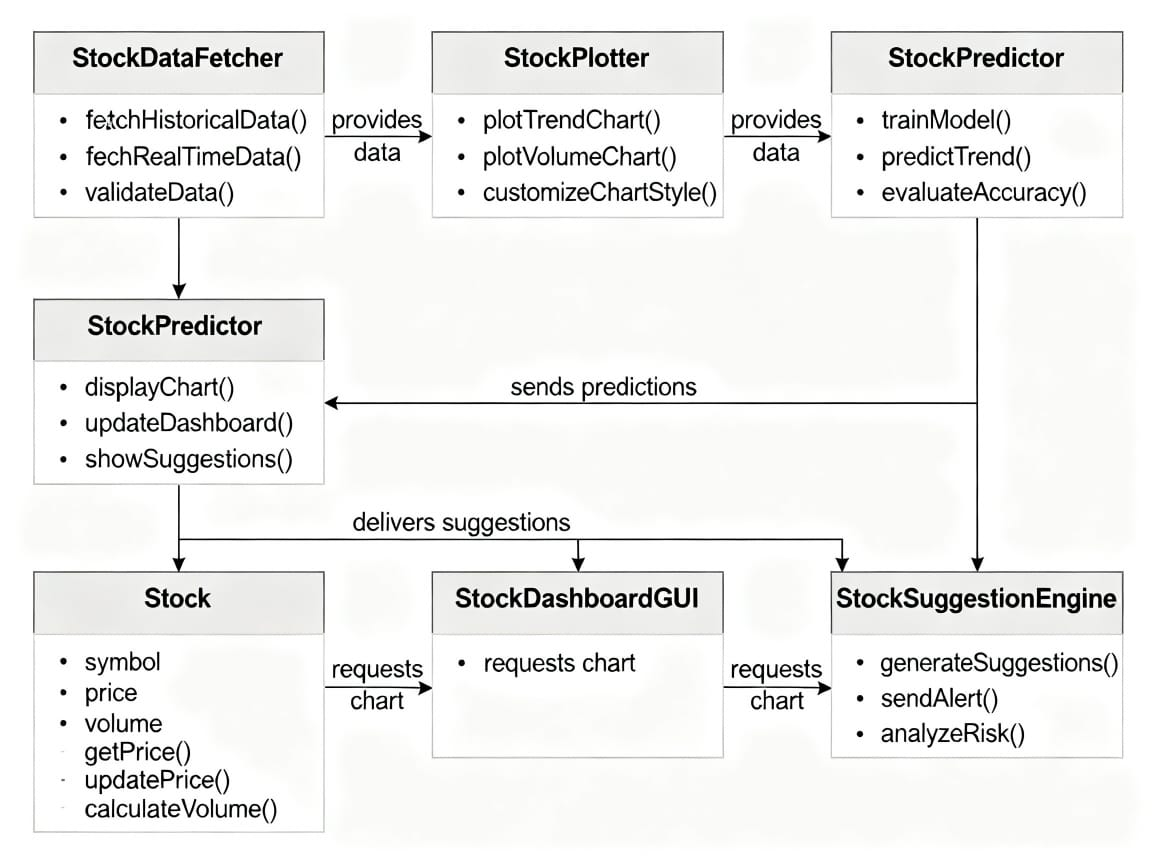 StockDataFetcher
• fetchHistoricalData()
• fechRealTimeData()
• validateData()
provides
data
StockPlotter
• plotTrendChart()
• plotVolumeChart()
• customizeChartStyle()
provides
data
StockPredictor
• trainModel()
• predictTrend()
• evaluateAccuracy()
StockPredictor
• displayChart()
• updateDashboard()
• showSuggestions()
sends predictions
delivers suggestions
Stock
• symbol
• price
• volume
· getPrice()
· updatePrice()
· calculateVolume()
requests
chart
StockDashboardGUI
• requests chart
requests
chart
StockSuggestionEngine
• generateSuggestions()
• sendAlert()
• analyzeRisk()